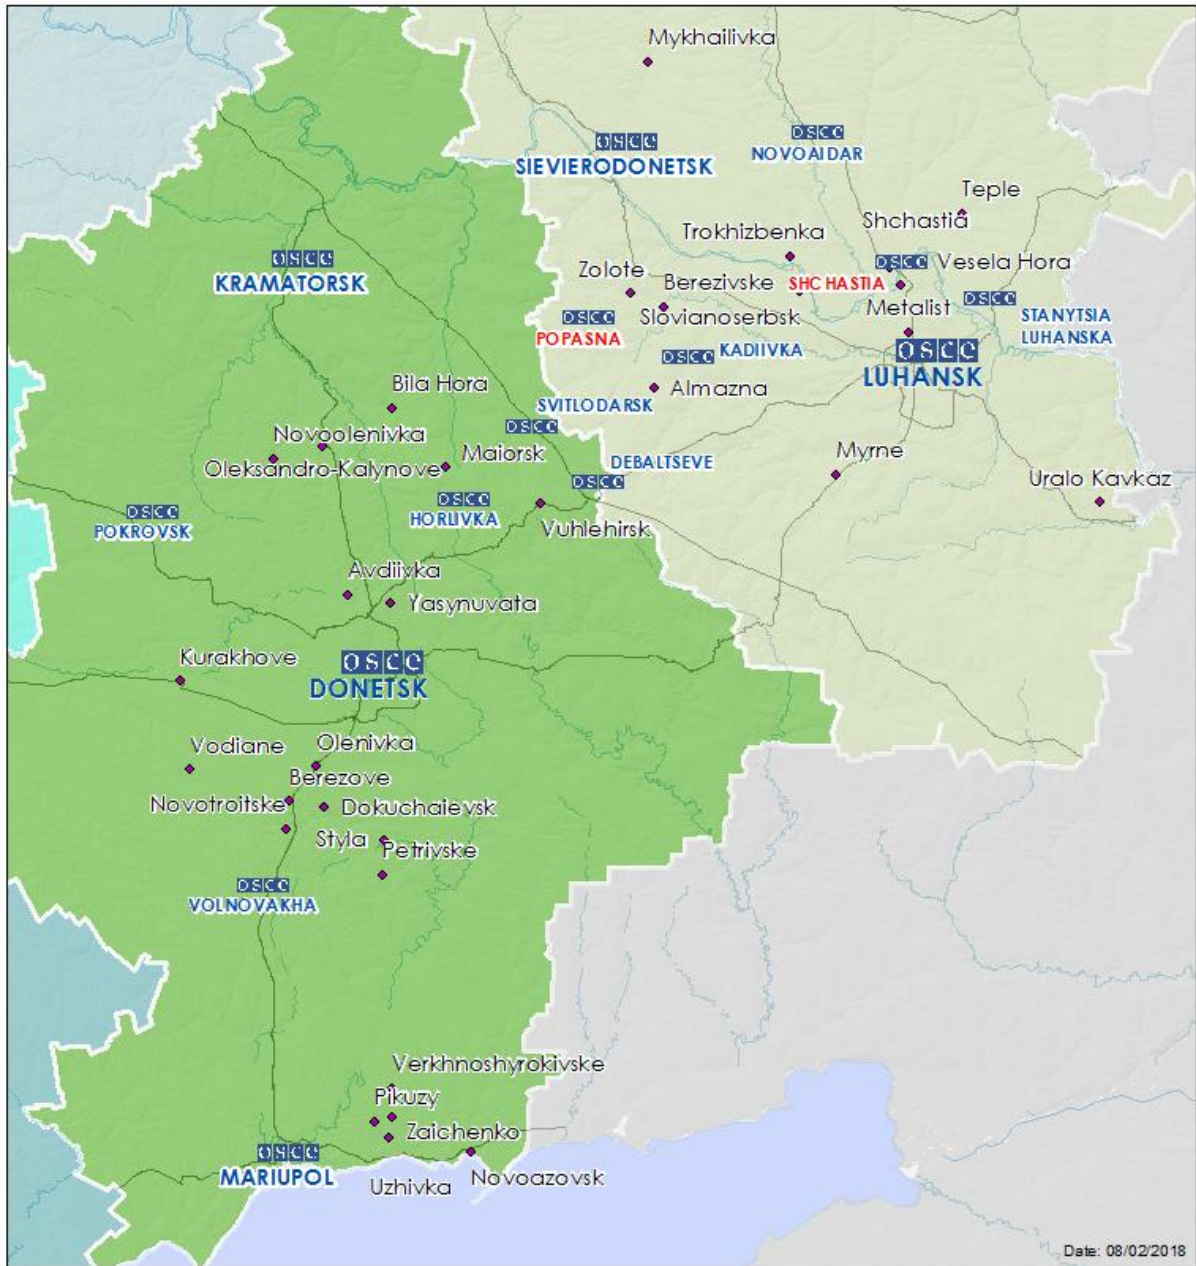 Mykhailivka
OSCE
SIEVIERODONETSK
OSCE
NOVOAIDAR
Teple
Shchastia
Trokhizbenka
OSCE
KRAMATORSK
Zolote
Berezivske
SHCHASTIA
OSCE
Vesela Hora
OSCE
STANYTSIA
LUHANSKA
OSCE
POPASNA
Slovianoserbsk
Metalist
OSCE
KADIIVKA
OSCE
LUHANSK
Bila Hora
SVITLODARSK
OSCE
Almazna
Novoolenivka
Oleksandro-Kalynove
Maiorsk
DEBALTSEVE
OSCE
Myrne
Uralo Kavkaz
OSCE
POKROVSK
OSCE
HORLIVKA
Vuhlehirsk
Avdiivka
Yasynuvata
Kurakhove
OSCE
DONETSK
Vodiane
Olenivka
Berezove
Novotroitske
Dokuchaievsk
Styla
Petrivske
OSCE
VOLNOVAKHA
Verkhnoshyrokivske
Pikuzy
Zaichenko
OSCE
MARIUPOL
Uzhivka
Novoazovsk
Date: 08/02/2018